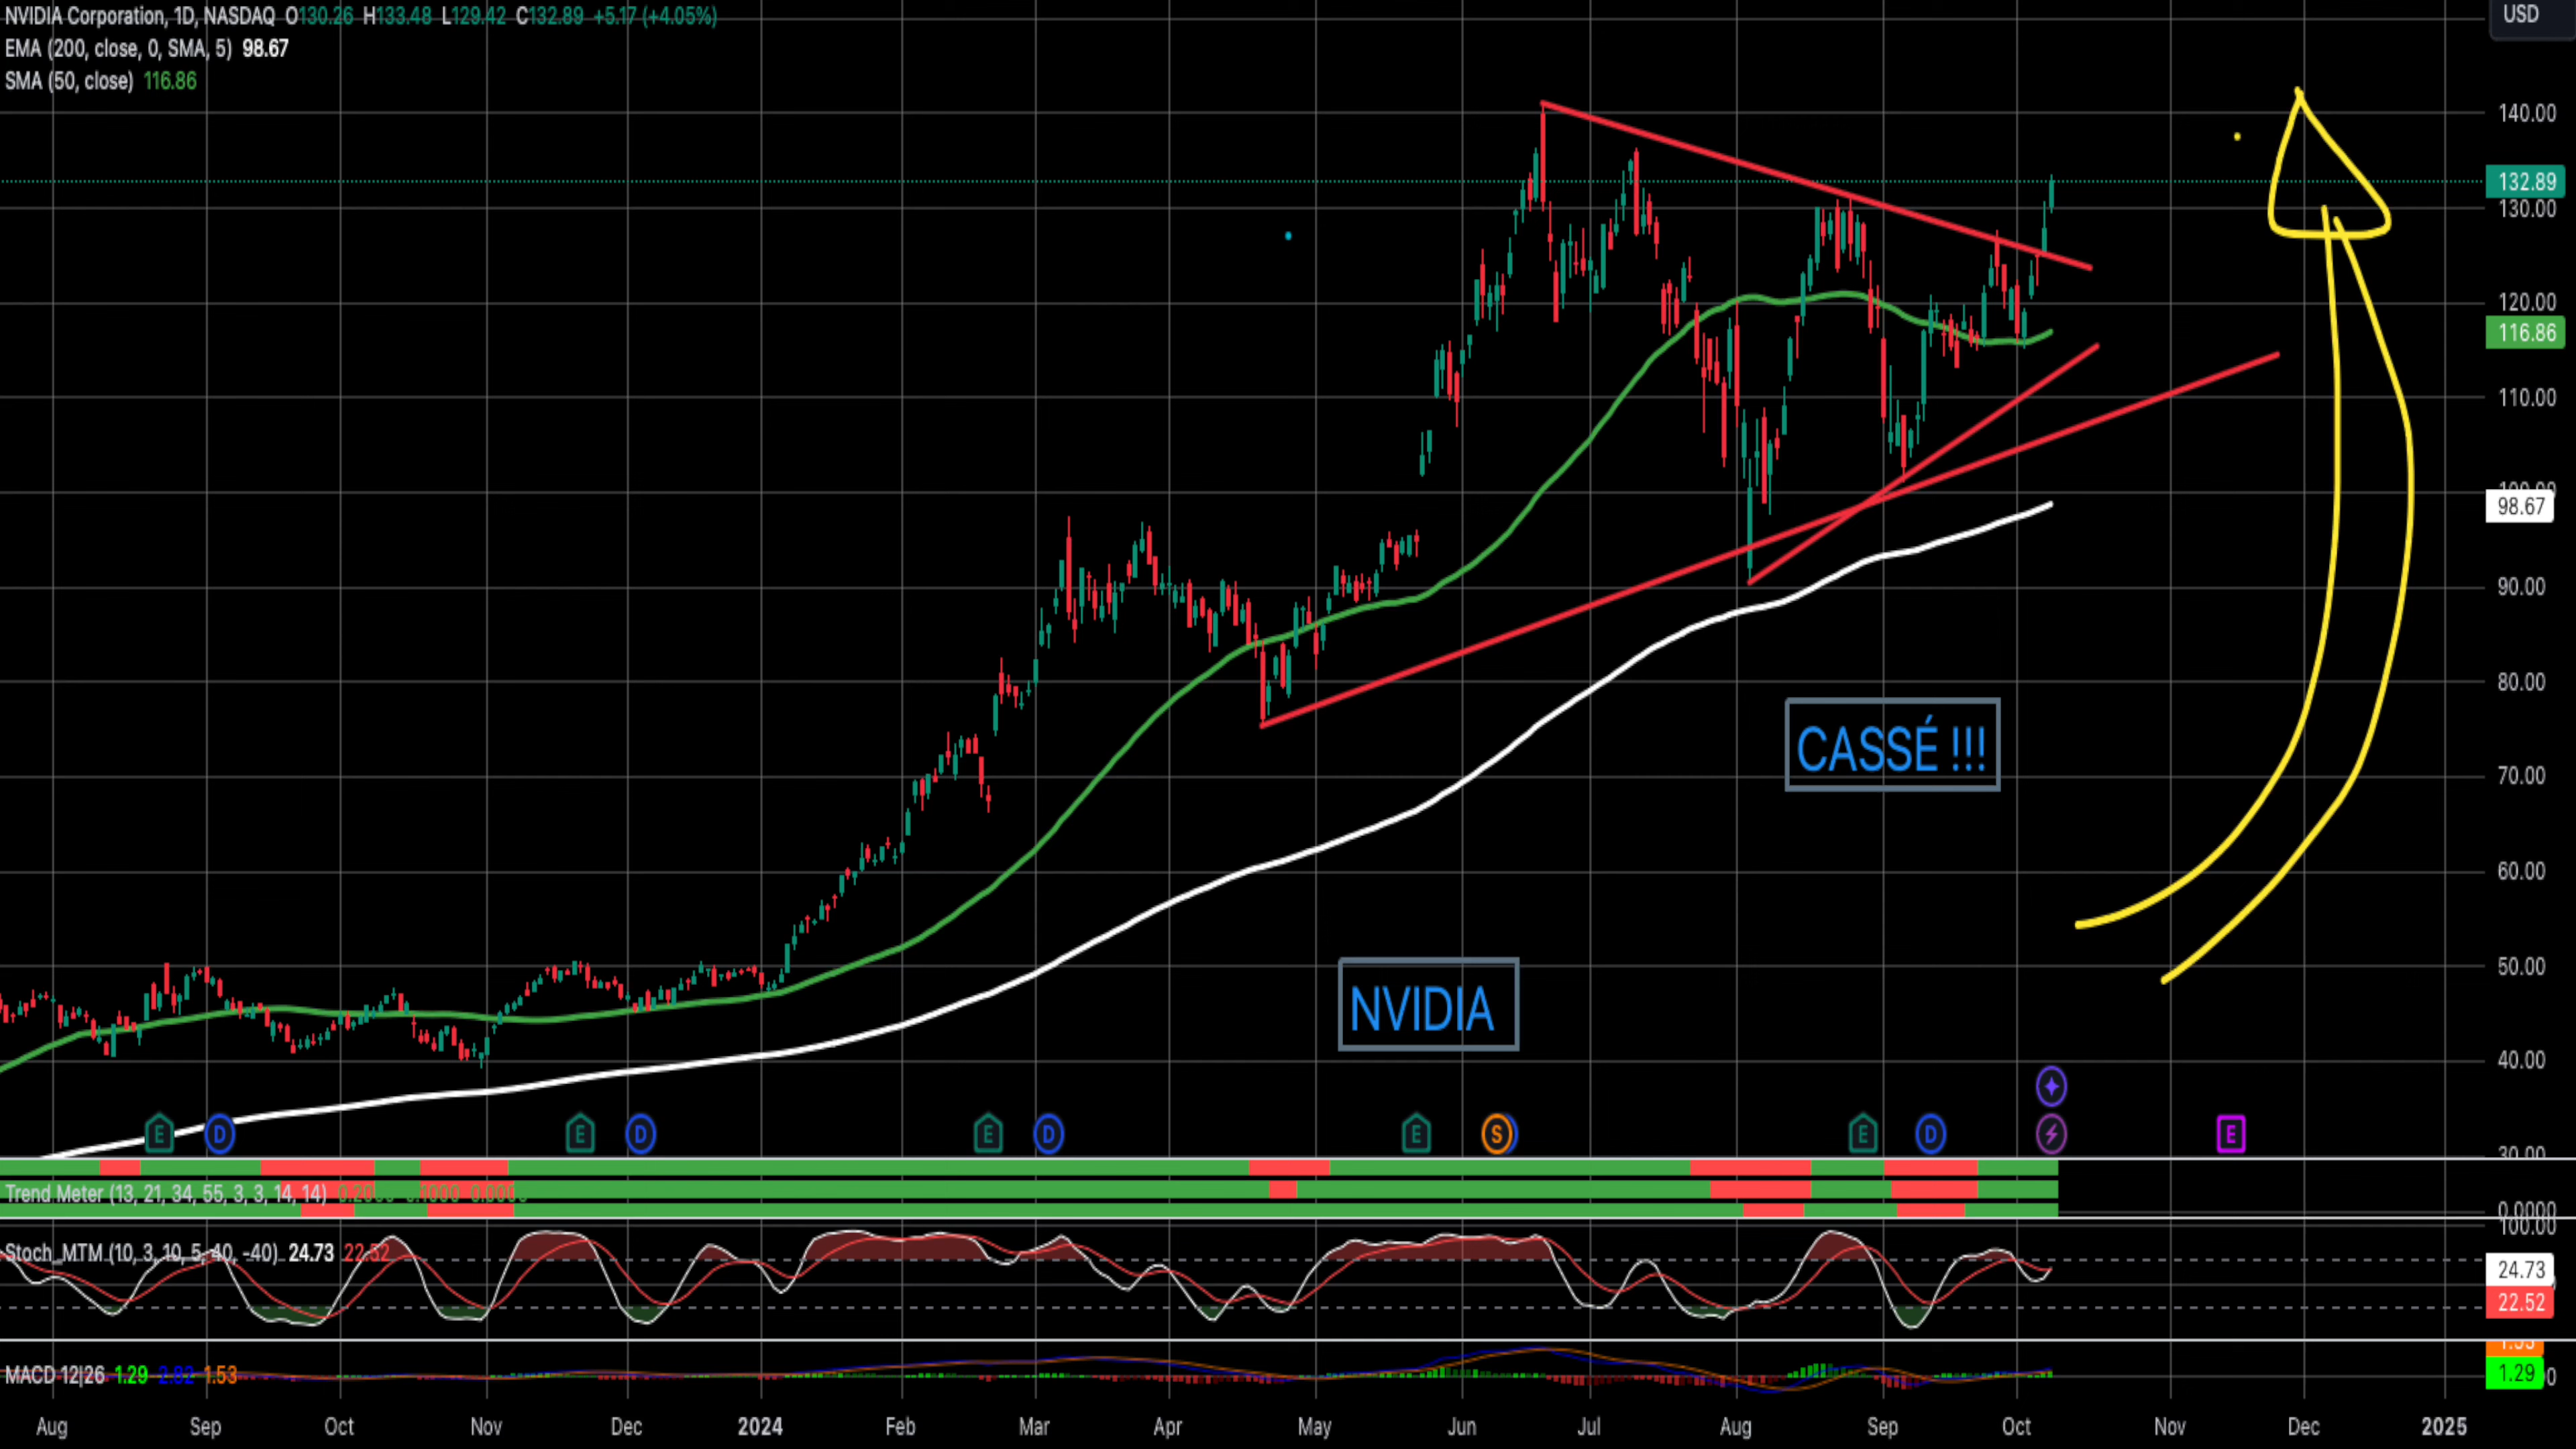 NVIDIA Corporation, 1D, NASDAQ O130.26 H133.48 L129.42 C132.89 +5.17 (+4.05%)
USD
EMA (200, close, 0, SMA, 5) 98.67
SMA (50, close) 116.86
140.00
132.89
130.00
120.00
116.86
110.00
98.67
90.00
80.00
CASSÉ !!!
70.00
60.00
50.00
NVIDIA
40.00
E D E D E D E S E D E
30.00
Trend Meter (13, 21, 34, 55, 3, 3, 14, 14)
0.0000
100.00
Stoch_MTM (10, 3, 10, 5, 40, -40) 24.73 22.52
24.73
22.52
MACD 12|26 1.29 2.82 1.53
1.29
Aug Sep Oct Nov Dec 2024 Feb Mar Apr May Jun Jul Aug Sep Oct Nov Dec 2025